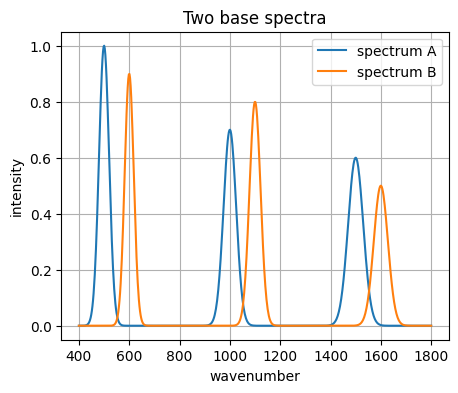 Two base spectra
spectrum A
spectrum B
intensity
1.0
0.8
0.6
0.4
0.2
0.0
400 600 800 1000 1200 1400 1600 1800
wavenumber